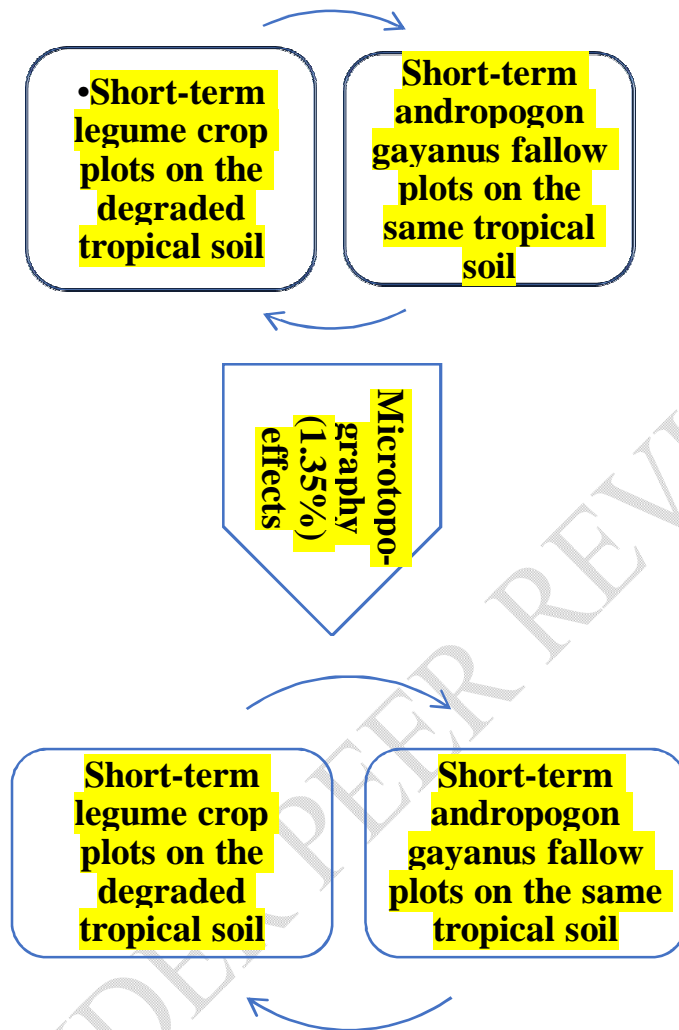 •Short-term
legume crop
plots on the
degraded
tropical soil
Short-term
andropogon
gayanus fallow
plots on the
same tropical
soil
Microtopo-
graphy
(1.35%)
effects
Short-term
legume crop
plots on the
degraded
tropical soil
Short-term
andropogon
gayanus fallow
plots on the same
tropical soil
DER PEER REV